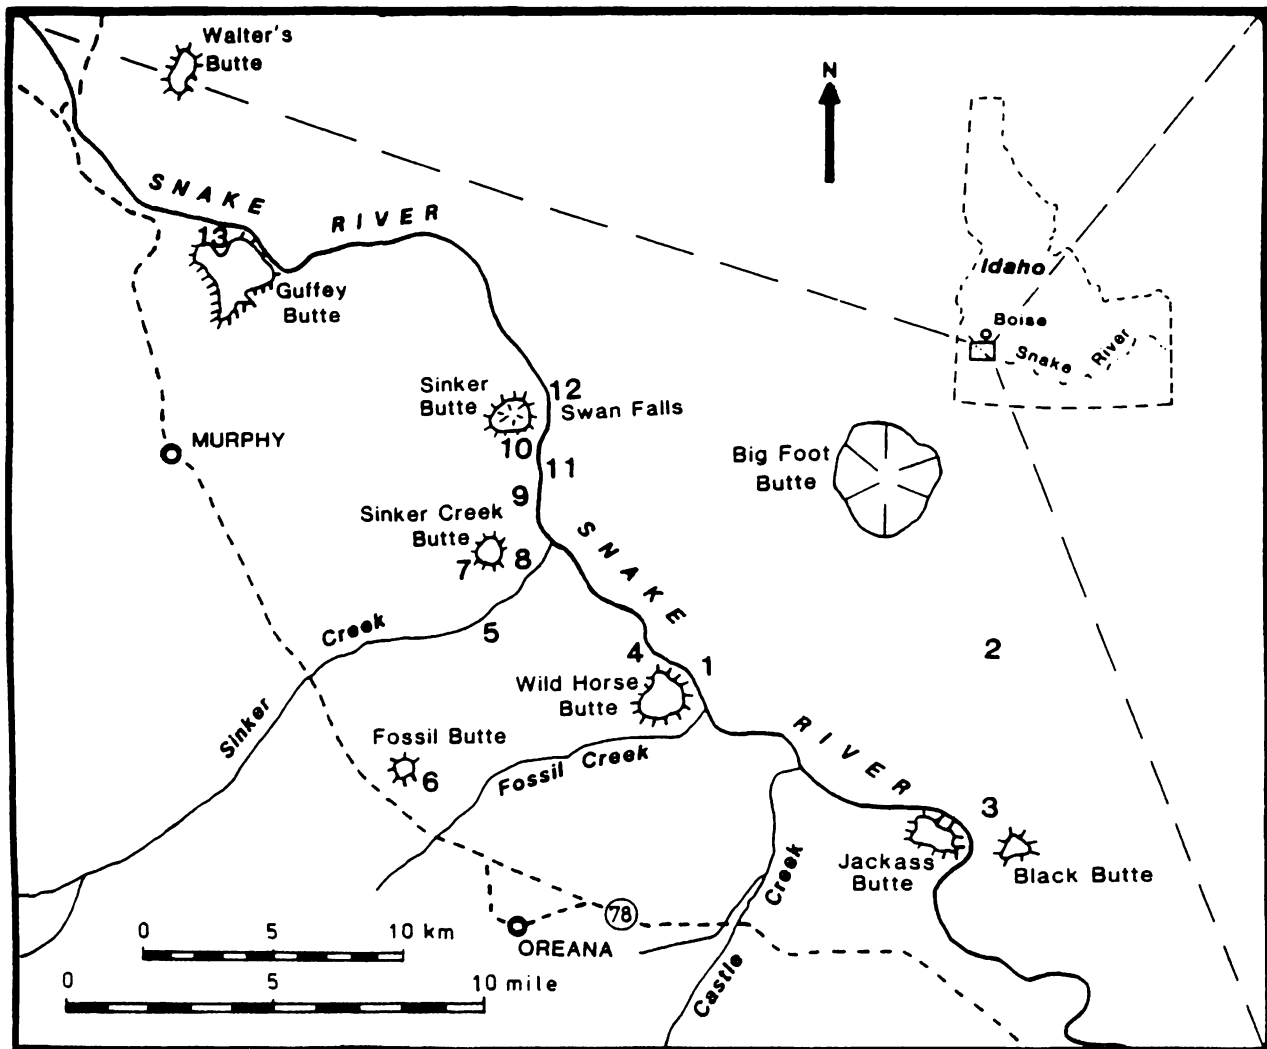 Walter's
Butte
N
SNAKE
RIVER
13
Guffey
Butte
Idaho
Boise
Snake River
Sinker
Butte
12
Swan Falls
MURPHY
10
11
Big Foot
Butte
9
Sinker Creek
Butte
SNAKE
7
8
Creek
5
4
1
2
Wild Horse
Butte
Sinker
Fossil Butte
6
Fossil Creek
RIVER
3
Jackass
Butte
Black Butte
Creek
78
OREANA
Castle
0 5 10 km
0 5 10 mile